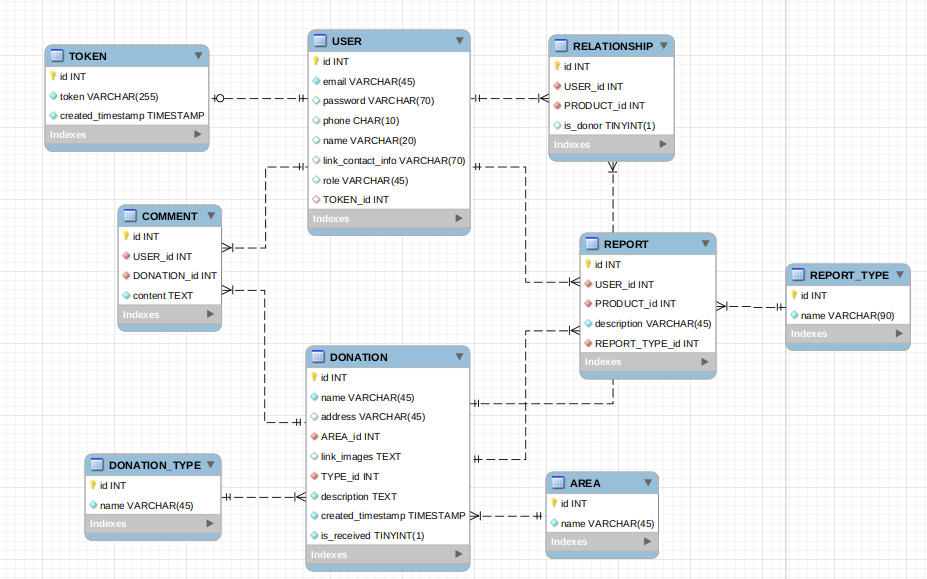 TOKEN
id INT
token VARCHAR(255)
created_timestamp TIMESTAMP
Indexes
USER
id INT
email VARCHAR(45)
password VARCHAR(70)
phone CHAR(10)
name VARCHAR(20)
link_contact_info VARCHAR(70)
role VARCHAR(45)
TOKEN_id INT
Indexes
RELATIONSHIP
id INT
USER_id INT
PRODUCT_id INT
is_donor TINYINT(1)
Indexes
COMMENT
id INT
USER_id INT
DONATION_id INT
content TEXT
Indexes
REPORT
id INT
USER_id INT
PRODUCT_id INT
description VARCHAR(45)
REPORT_TYPE_id INT
Indexes
REPORT_TYPE
id INT
name VARCHAR(90)
Indexes
DONATION
id INT
name VARCHAR(45)
address VARCHAR(45)
AREA_id INT
link_images TEXT
TYPE_id INT
description TEXT
created_timestamp TIMESTAMP
is_received TINYINT(1)
Indexes
DONATION_TYPE
id INT
name VARCHAR(45)
Indexes
AREA
id INT
name VARCHAR(45)
Indexes